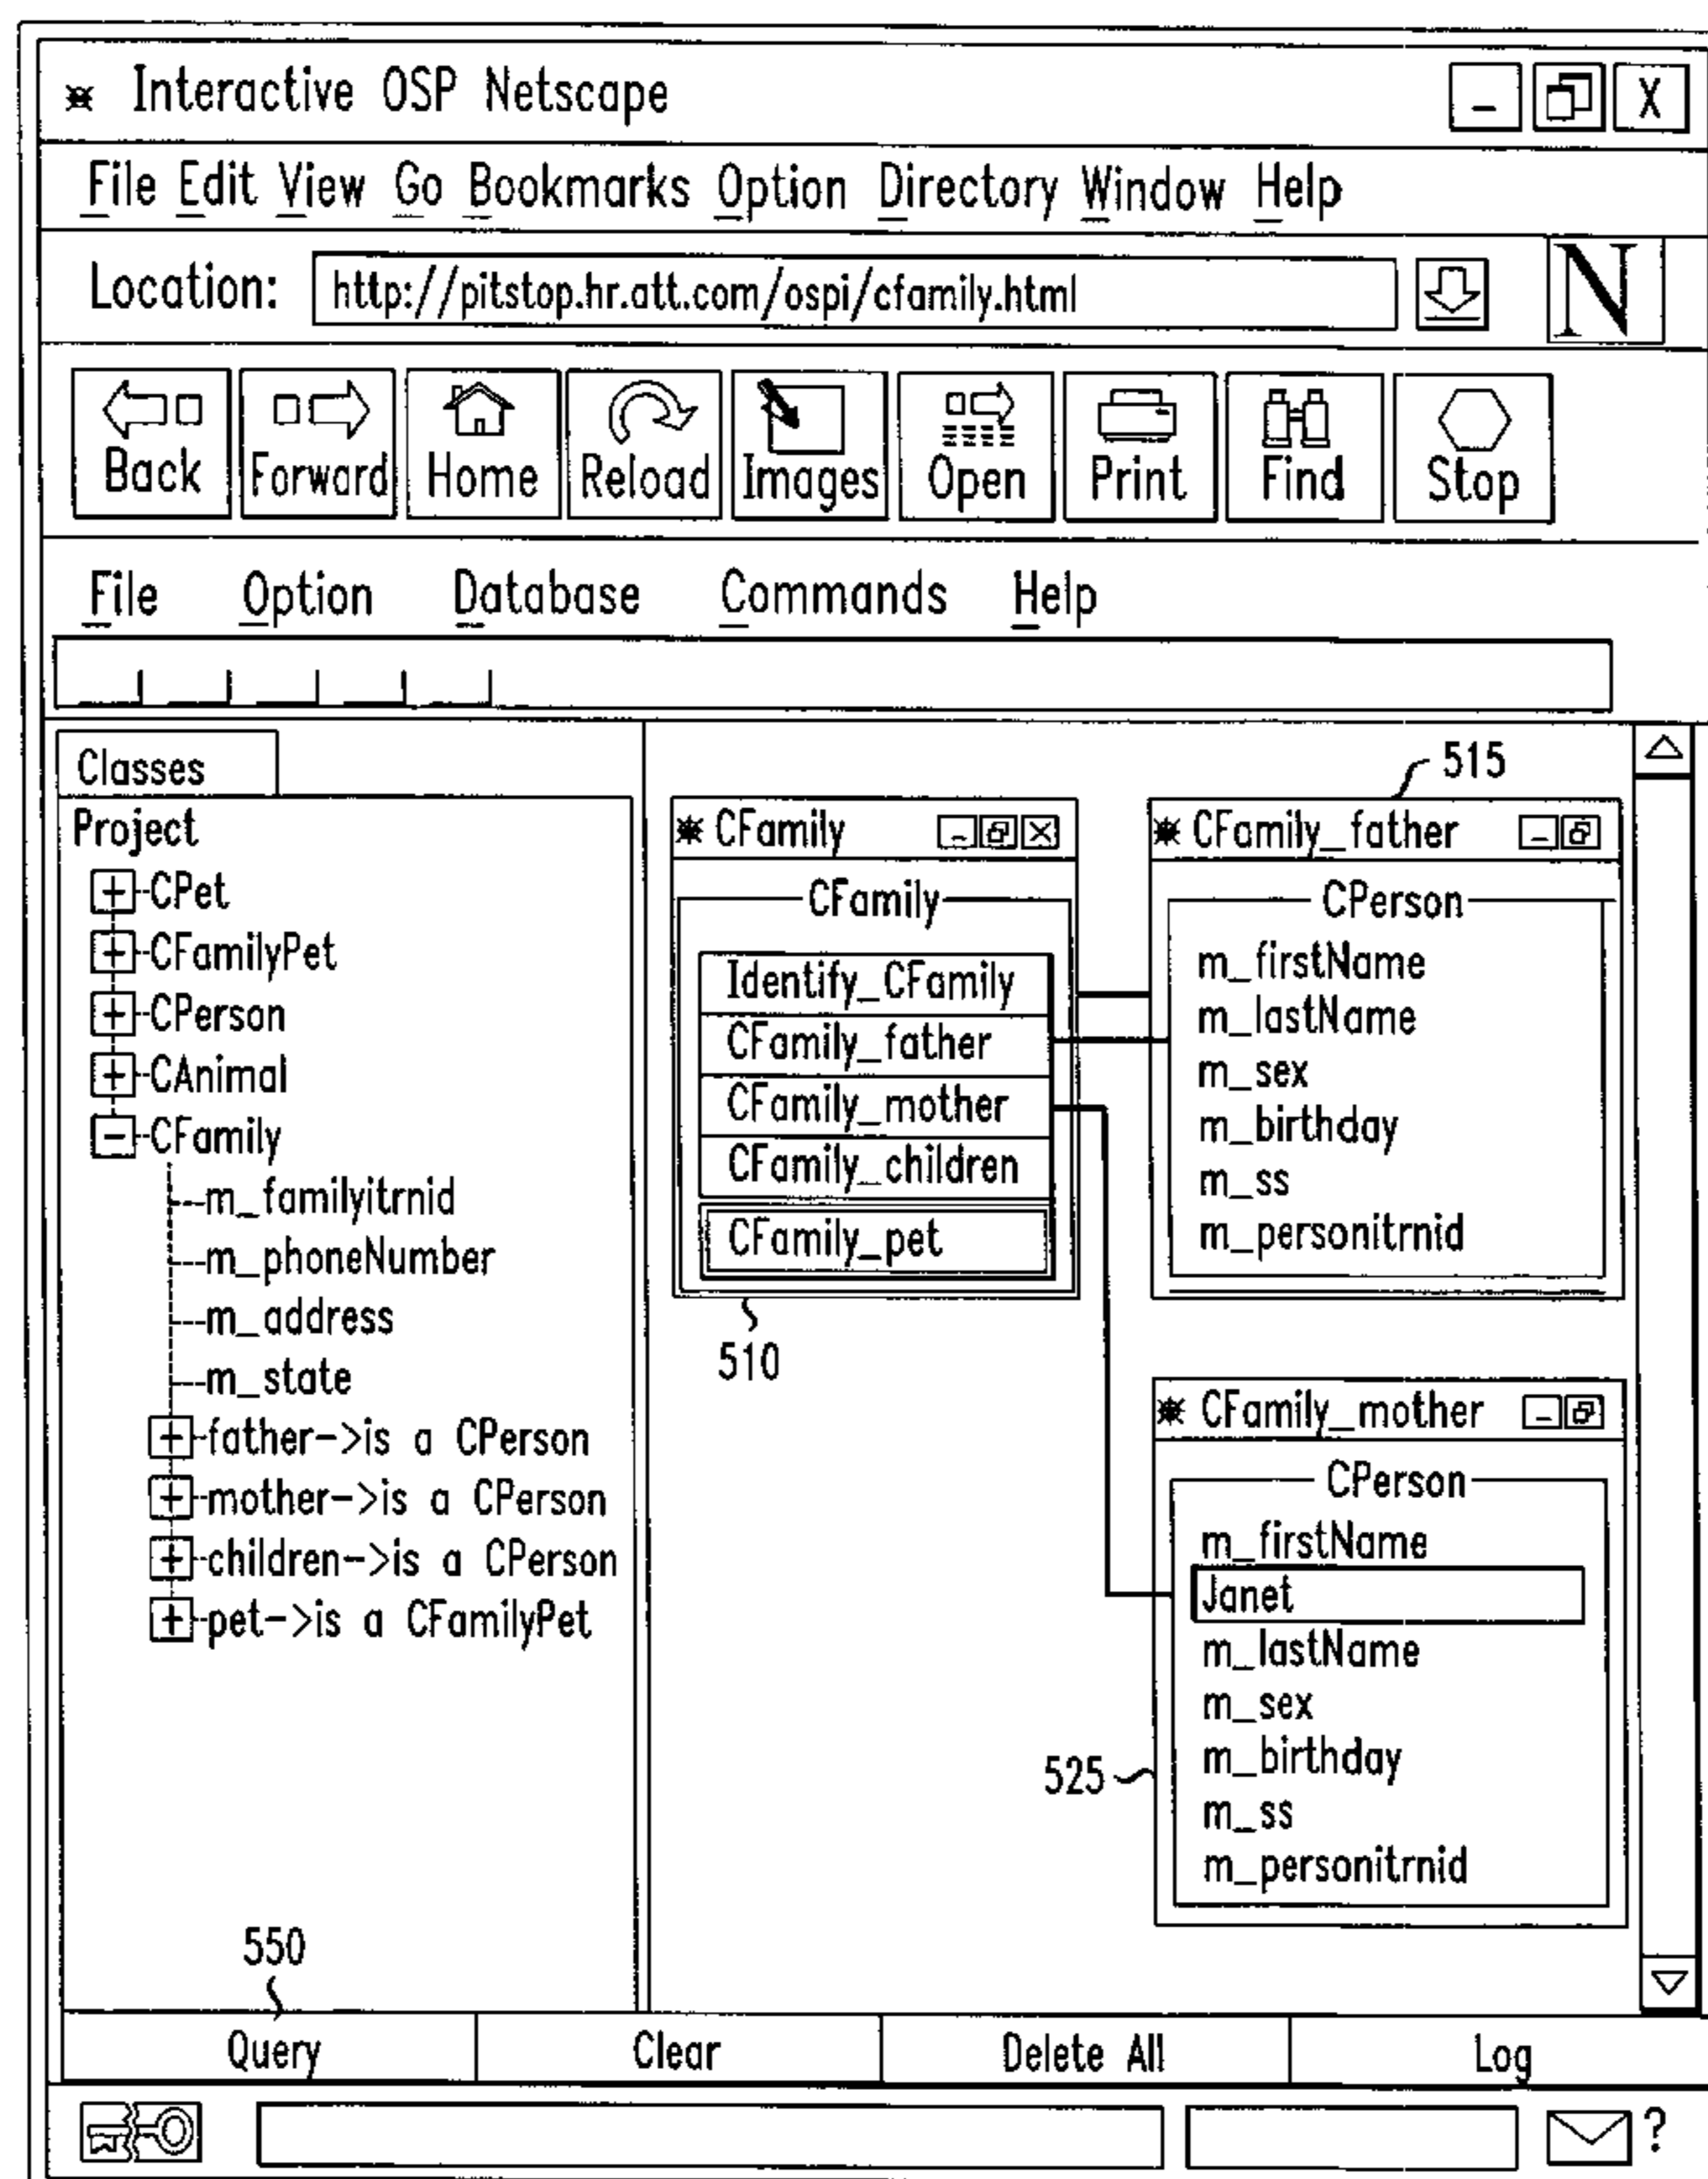 Interactive OSP Netscape
X
File Edit View Go Bookmarks Option Directory Window Help
Location: http://pitstop.hr.att.com/ospi/cfamily.html
N
Back Forward Home Reload Images Open Print Find Stop
File Option Database Commands Help
Classes
Project
CPet
CFamilyPet
CPerson
CAnimal
CFamily
m_familyitrnid
m_phoneNumber
m_address
m_state
father->is a CPerson
mother->is a CPerson
children->is a CPerson
pet->is a CFamilyPet
CFamily
CFamily
Identify_CFamily
CFamily_father
CFamily_mother
CFamily_children
CFamily_pet
510
515
CFamily_father
CPerson
m_firstName
m_lastName
m_sex
m_birthday
m_ss
m_personitrnid
CFamily_mother
CPerson
m_firstName
Janet
m_lastName
m_sex
m_birthday
m_ss
m_personitrnid
525
550
Query Clear Delete All Log
?